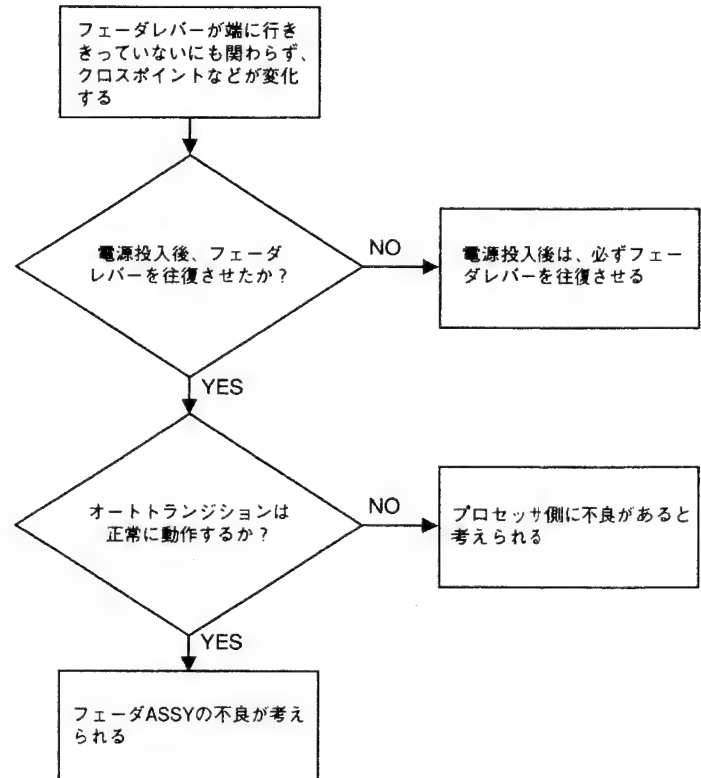 フェーダレバーが端に行き
きっていないにも関わらず、
クロスポイントなどが変化
する
電源投入後、フェーダ
レバーを往復させたか？
NO
電源投入後は、必ずフェー
ダレバーを往復させる
YES
オートトランジションは
正常に動作するか？
NO
プロセッサ側に不良があると
考えられる
YES
フェーダASSYの不良が考え
られる